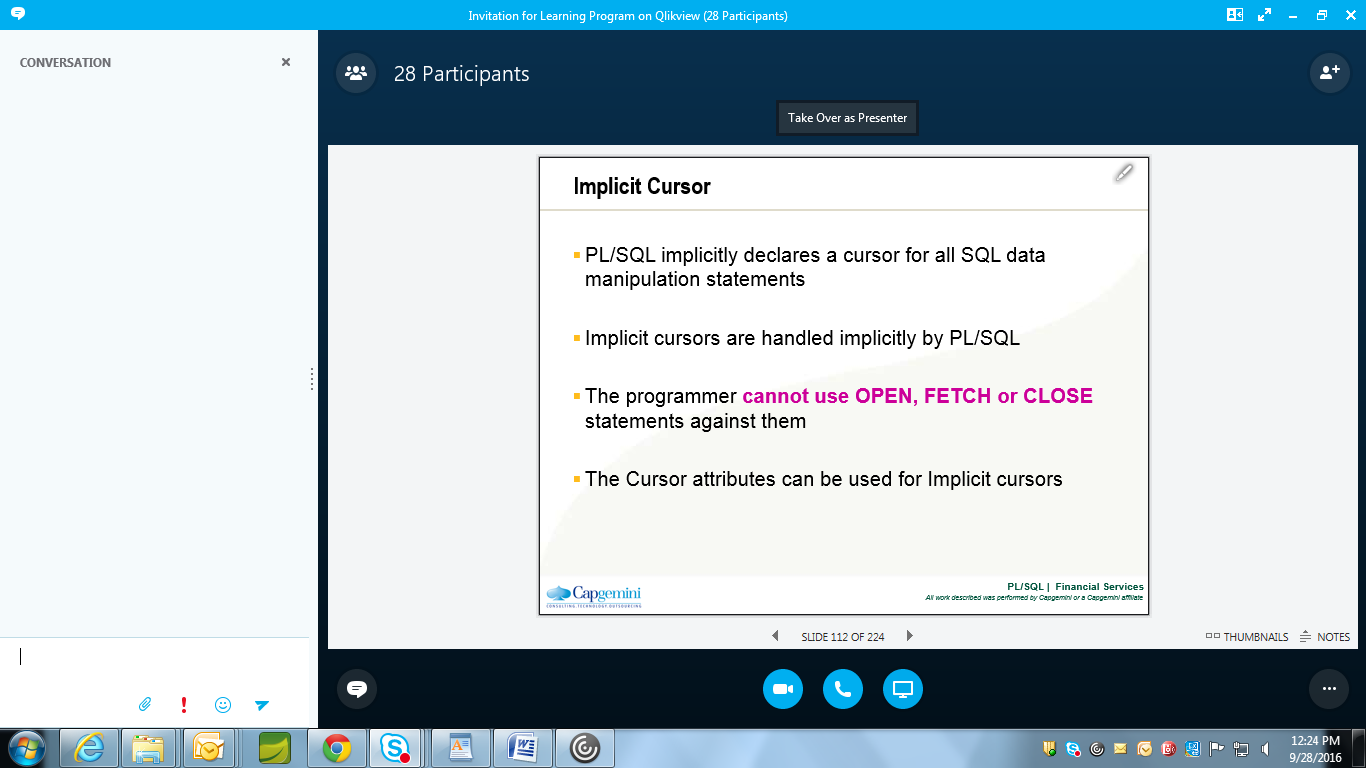 Invitation for Learning Program on Qlikview (28 Participants)
CONVERSATION
28 Participants
Take Over as Presenter
Implicit Cursor
PL/SQL implicitly declares a cursor for all SQL data
manipulation statements
Implicit cursors are handled implicitly by PL/SQL
The programmer cannot use OPEN, FETCH or CLOSE
statements against them
The Cursor attributes can be used for Implicit cursors
Capgemini
CONSULTING.TECHNOLOGY.OUTSOURCING
PL/SQL | Financial Services
All work described was performed by Capgemini or a Capgemini affiliate
SLIDE 112 OF 224
THUMBNAILS
NOTES
12:24 PM
9/28/2016